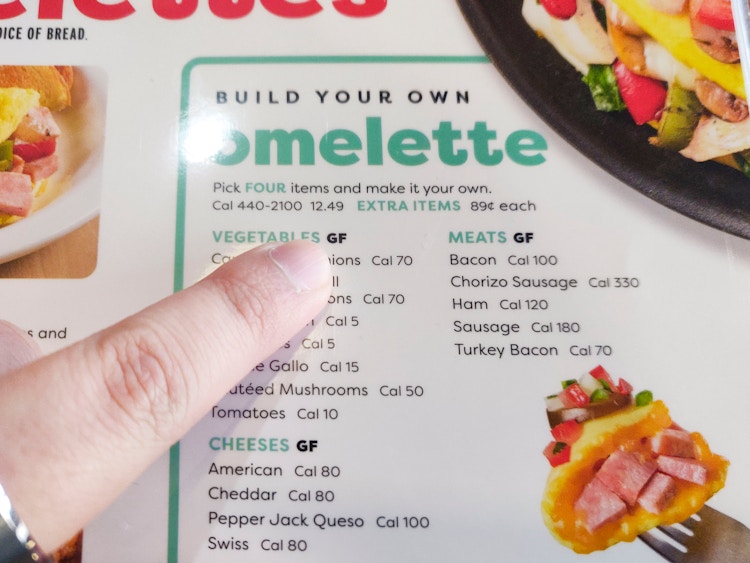 OICE OF BREAD.
BUILD YOUR OWN
omelette
Pick FOUR items and make it your own.
Cal 440-2100 12.49 EXTRA ITEMS 89¢ each
VEGETABLES GF
Cal 70
Cal 70
Cal 5
Cal 5
Gallo Cal 15
Mushrooms Cal 50
Tomatoes Cal 10
CHEESES GF
American Cal 80
Cheddar Cal 80
Pepper Jack Queso Cal 100
Swiss Cal 80
MEATS GF
Bacon Cal 100
Chorizo Sausage Cal 330
Ham Cal 120
Sausage Cal 180
Turkey Bacon Cal 70
and